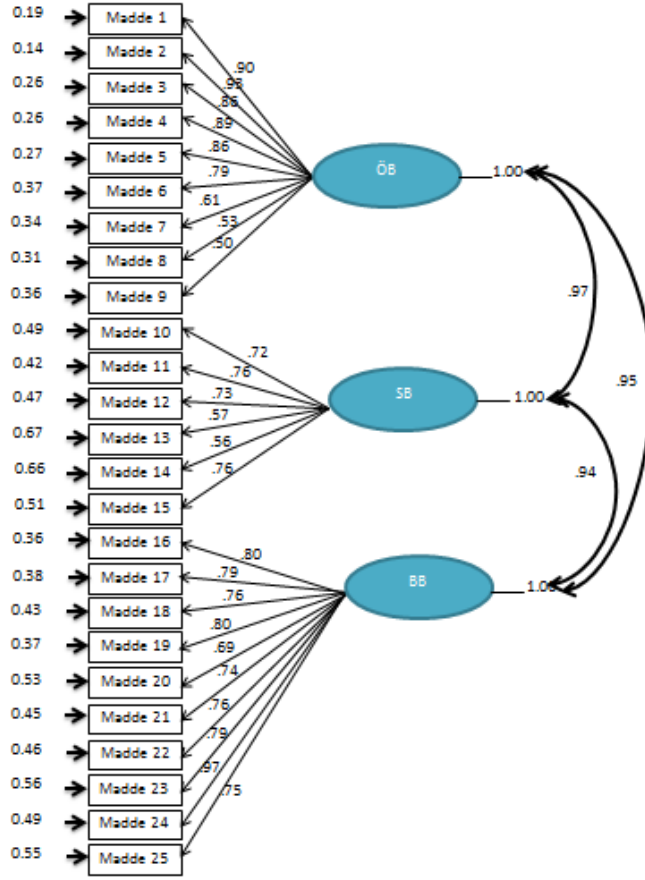 0.19 Madde 1
0.14 Madde 2
0.26 Madde 3
0.26 Madde 4
0.27 Madde 5
0.37 Madde 6
0.34 Madde 7
0.31 Madde 8
0.36 Madde 9
0.49 Madde 10
0.42 Madde 11
0.47 Madde 12
0.67 Madde 13
0.66 Madde 14
0.51 Madde 15
0.36 Madde 16
0.38 Madde 17
0.43 Madde 18
0.37 Madde 19
0.53 Madde 20
0.45 Madde 21
0.46 Madde 22
0.56 Madde 23
0.49 Madde 24
0.55 Madde 25
.90
.93
.86
.89
.86
.79
.61
.53
.50
.72
.76
.73
.57
.56
.76
.80
.79
.76
.80
.69
.74
.76
.79
.97
.75
ÖB
1.00
SB
1.00
BB
1.00
.97
.95
.94